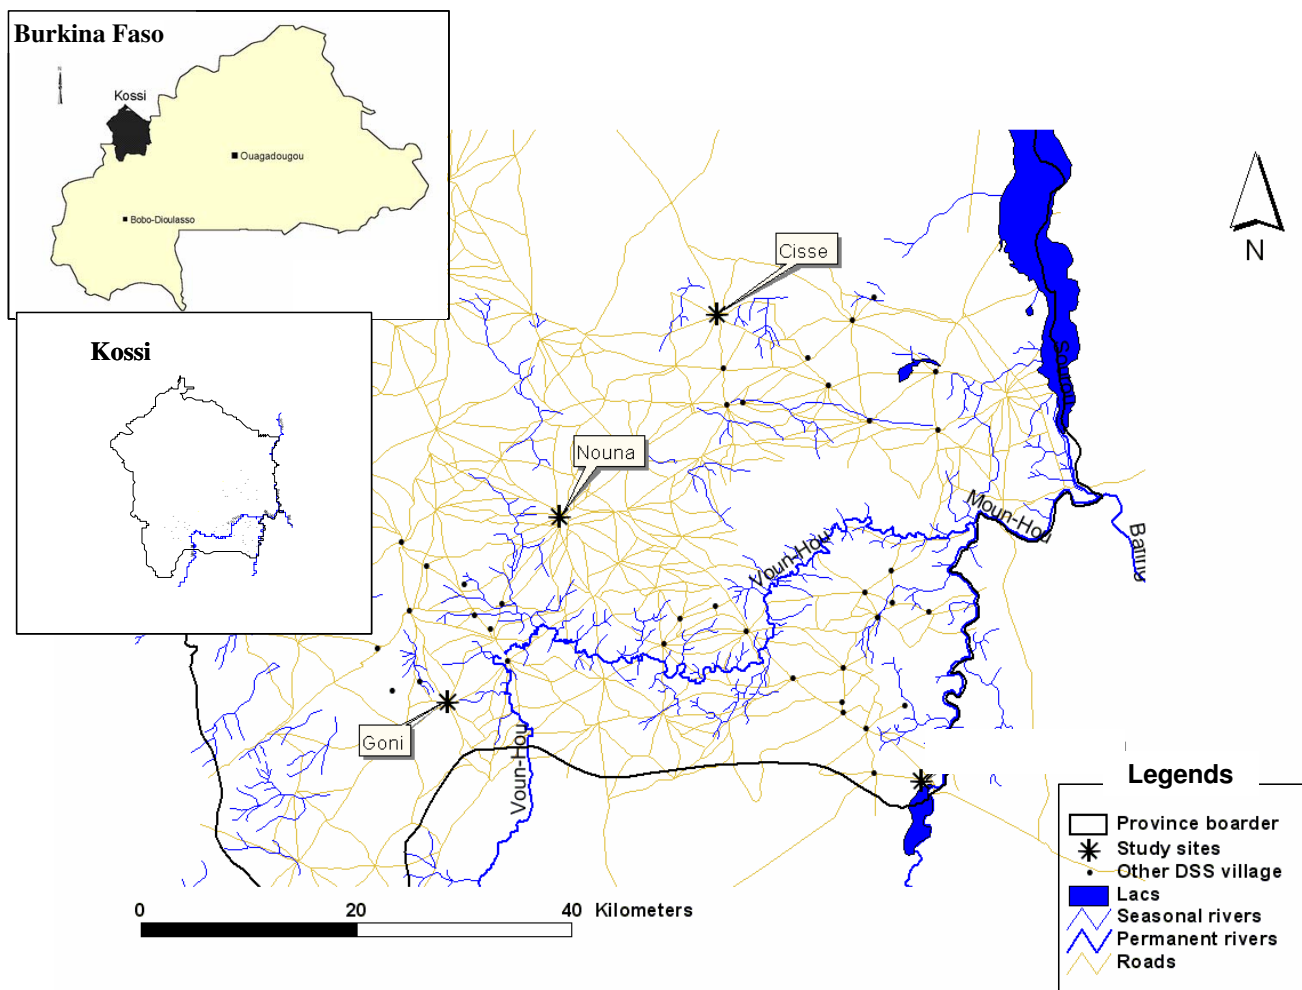 Burkina Faso
N
Kossi
Ouagadougou
Bobo-Dioulasso
Kossi
Cisse
N
Nouna
Moun-Hou
Voun-Hou
Goni
Voun-Hou
Legends
Province boarder
Study sites
Other DSS village
Lacs
Seasonal rivers
Permanent rivers
Roads
0 20 40 Kilometers